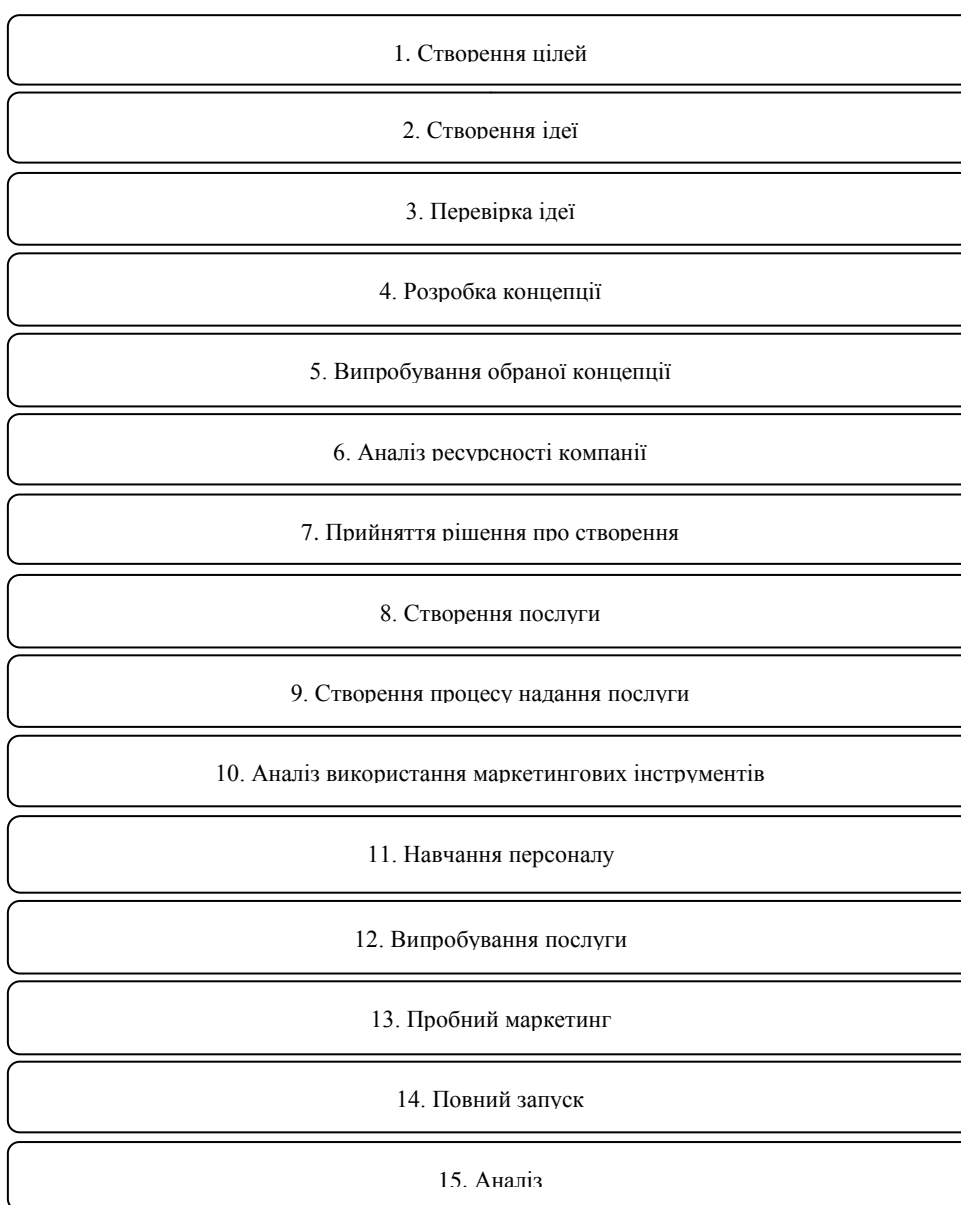 1. Створення цілей
2. Створення ідеї
3. Перевірка ідеї
4. Розробка концепції
5. Випробування обраної концепції
6. Аналіз ресурсності компанії
7. Прийняття рішення про створення
8. Створення послуги
9. Створення процесу надання послуги
10. Аналіз використання маркетингових інструментів
11. Навчання персоналу
12. Випробування послуги
13. Пробний маркетинг
14. Повний запуск
15. Аналіз